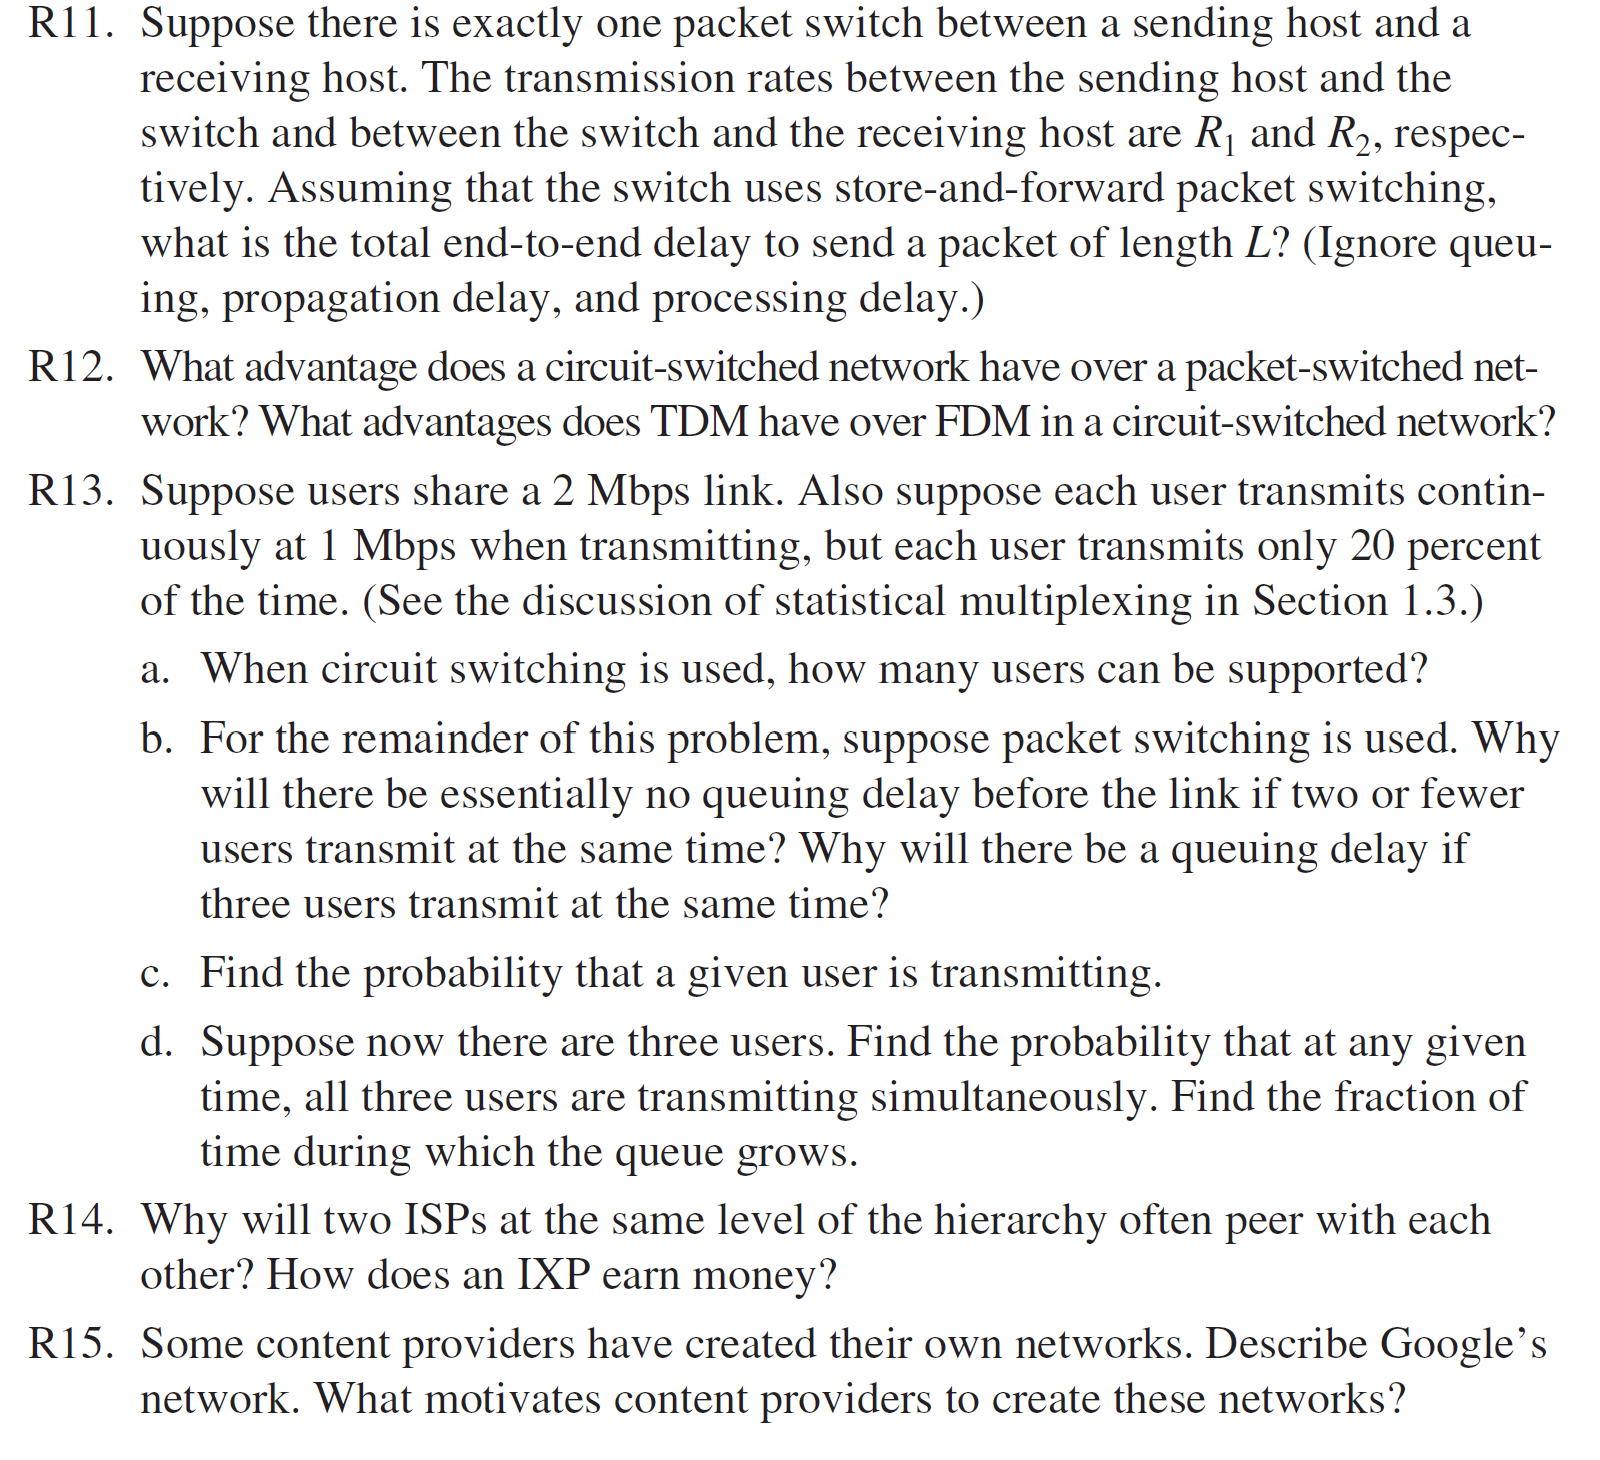 R11. Suppose there is exactly one packet switch between a sending host and a
receiving host. The transmission rates between the sending host and the
switch and between the switch and the receiving host are R₁ and R₂, respec-
tively. Assuming that the switch uses store-and-forward packet switching,
what is the total end-to-end delay to send a packet of length L? (Ignore queu-
ing, propagation delay, and processing delay.)
R12. What advantage does a circuit-switched network have over a packet-switched net-
work? What advantages does TDM have over FDM in a circuit-switched network?
R13. Suppose users share a 2 Mbps link. Also suppose each user transmits contin-
uously at 1 Mbps when transmitting, but each user transmits only 20 percent
of the time. (See the discussion of statistical multiplexing in Section 1.3.)
a. When circuit switching is used, how many users can be supported?
b. For the remainder of this problem, suppose packet switching is used. Why
will there be essentially no queuing delay before the link if two or fewer
users transmit at the same time? Why will there be a queuing delay if
three users transmit at the same time?
c. Find the probability that a given user is transmitting.
d. Suppose now there are three users. Find the probability that at any given
time, all three users are transmitting simultaneously. Find the fraction of
time during which the queue grows.
R14. Why will two ISPs at the same level of the hierarchy often peer with each
other? How does an IXP earn money?
R15. Some content providers have created their own networks. Describe Google’s
network. What motivates content providers to create these networks?